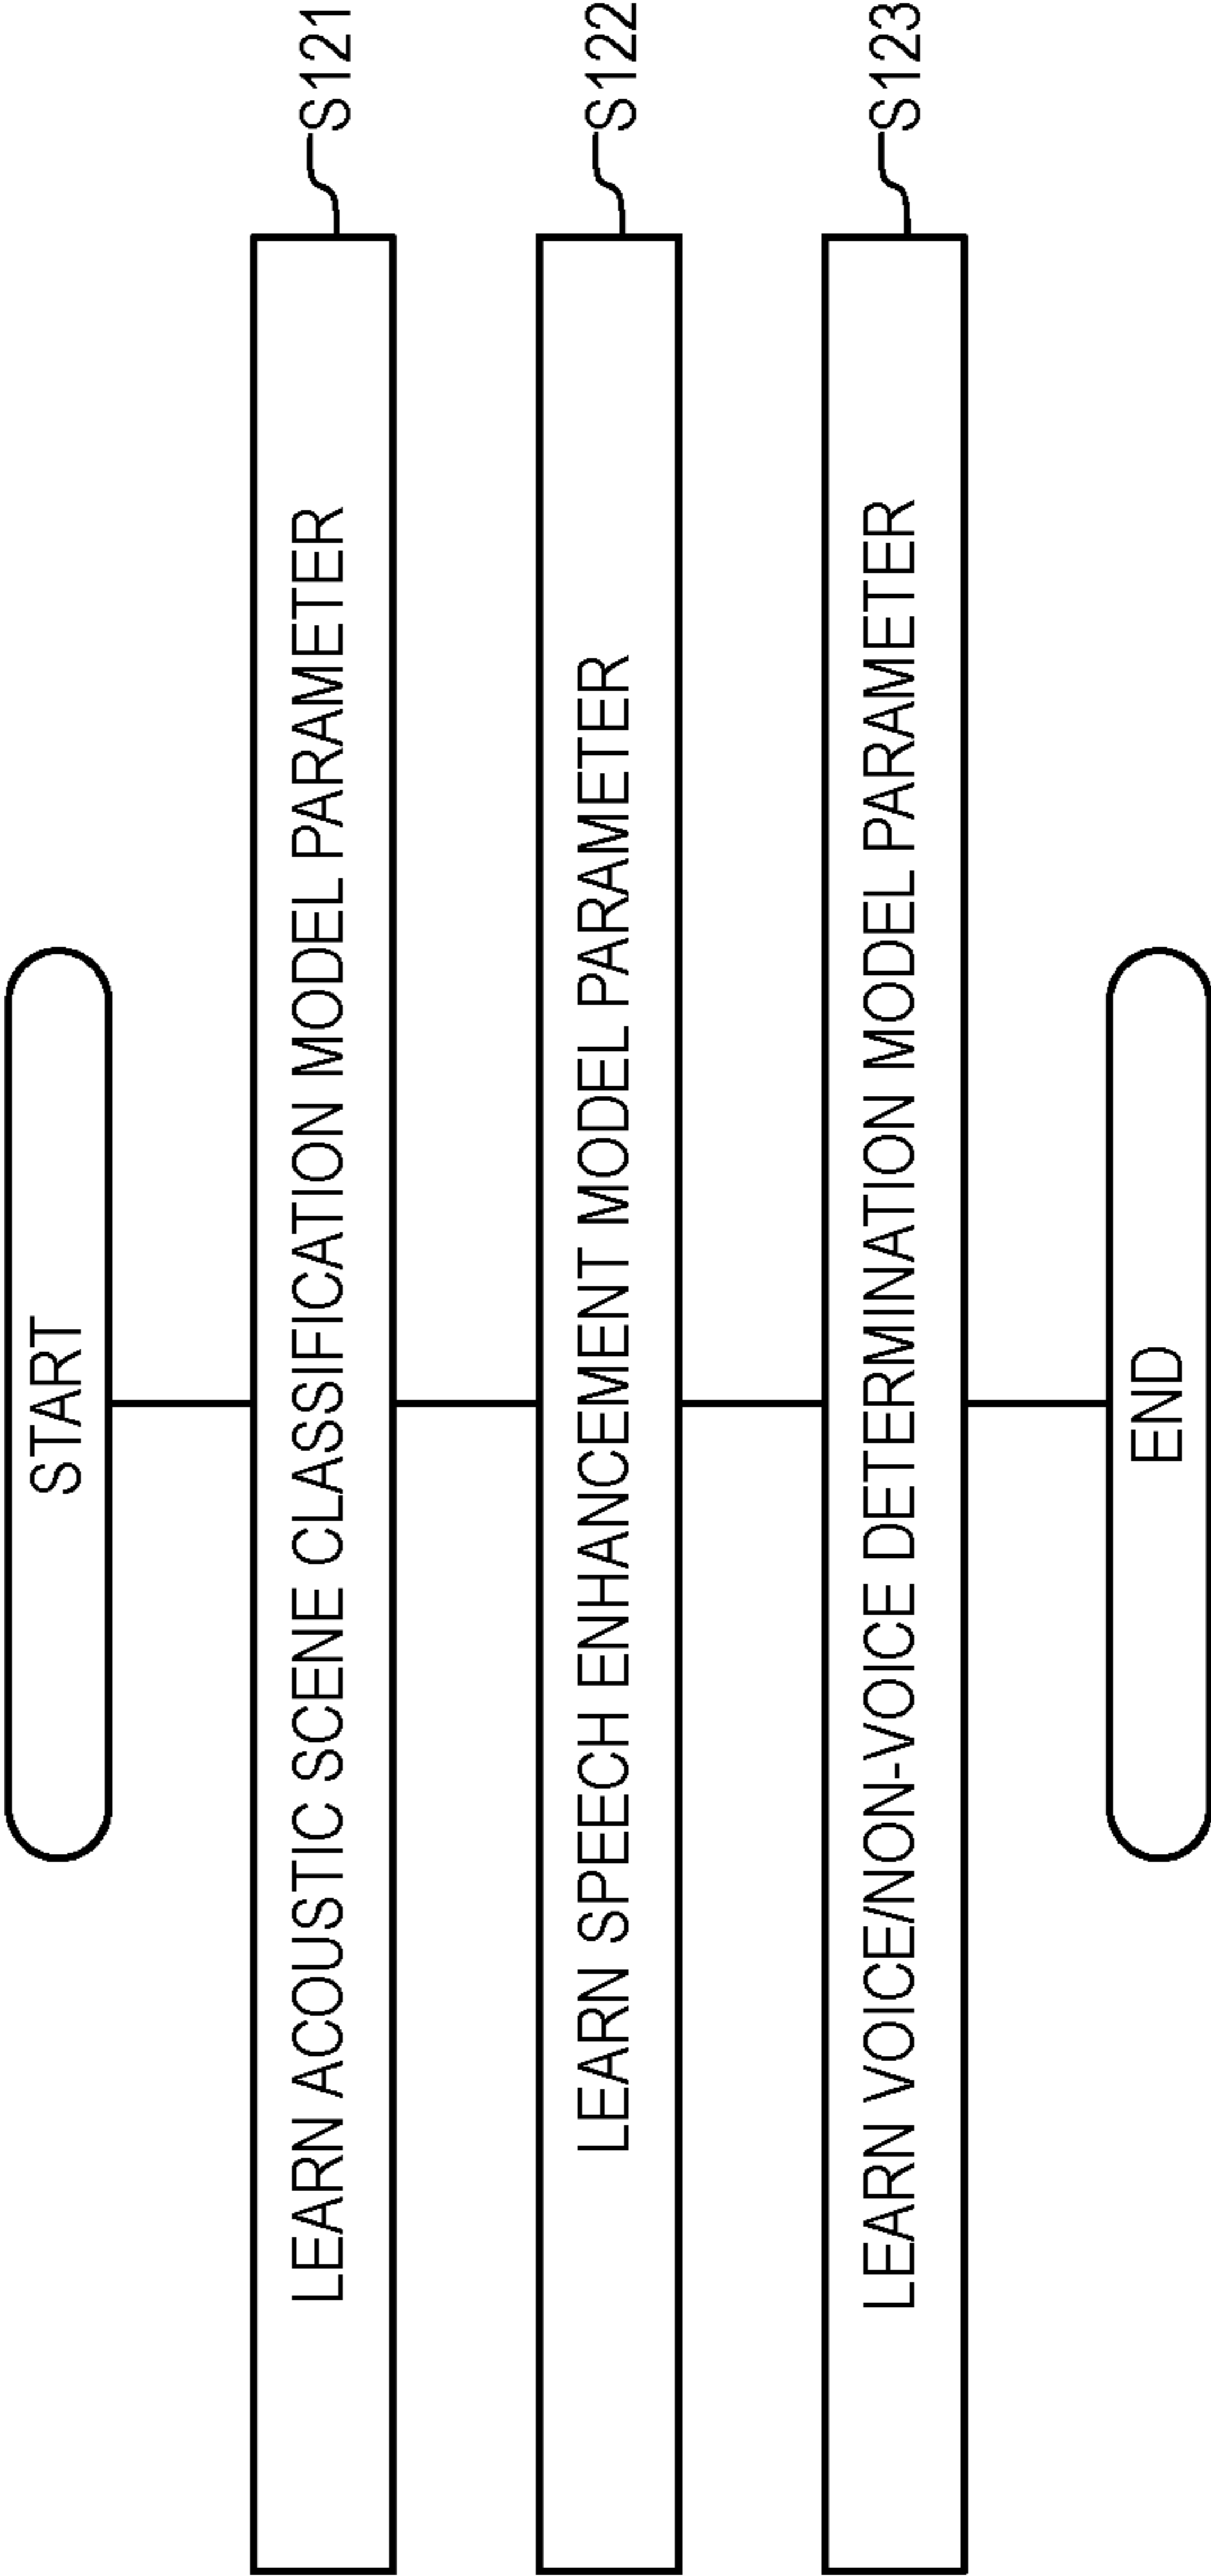 START
LEARN ACOUSTIC SCENE CLASSIFICATION MODEL PARAMETER
S121
LEARN SPEECH ENHANCEMENT MODEL PARAMETER
S122
LEARN VOICE/NON-VOICE DETERMINATION MODEL PARAMETER
S123
END